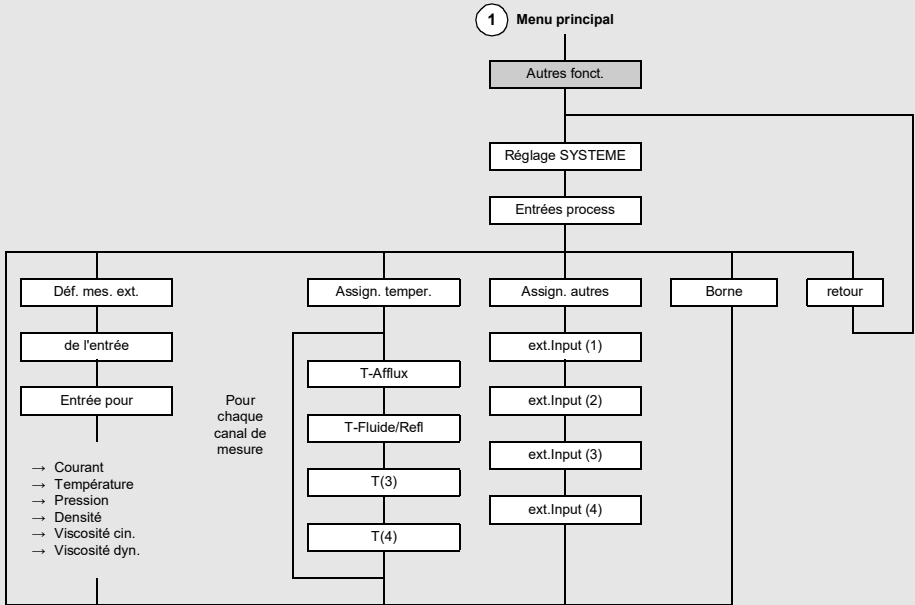 1 Menu principal
Autres fonct.
Réglage SYSTEME
Entrées process
Déf. mes. ext.
Assign. temper.
Assign. autres
Borne
retour
de l'entrée
Entrée pour
→ Courant
→ Température
→ Pression
→ Densité
→ Viscosité cin.
→ Viscosité dyn.
Pour
chaque
canal de
mesure
T-Afflux
T-Fluide/Refl
T(3)
T(4)
ext.Input (1)
ext.Input (2)
ext.Input (3)
ext.Input (4)